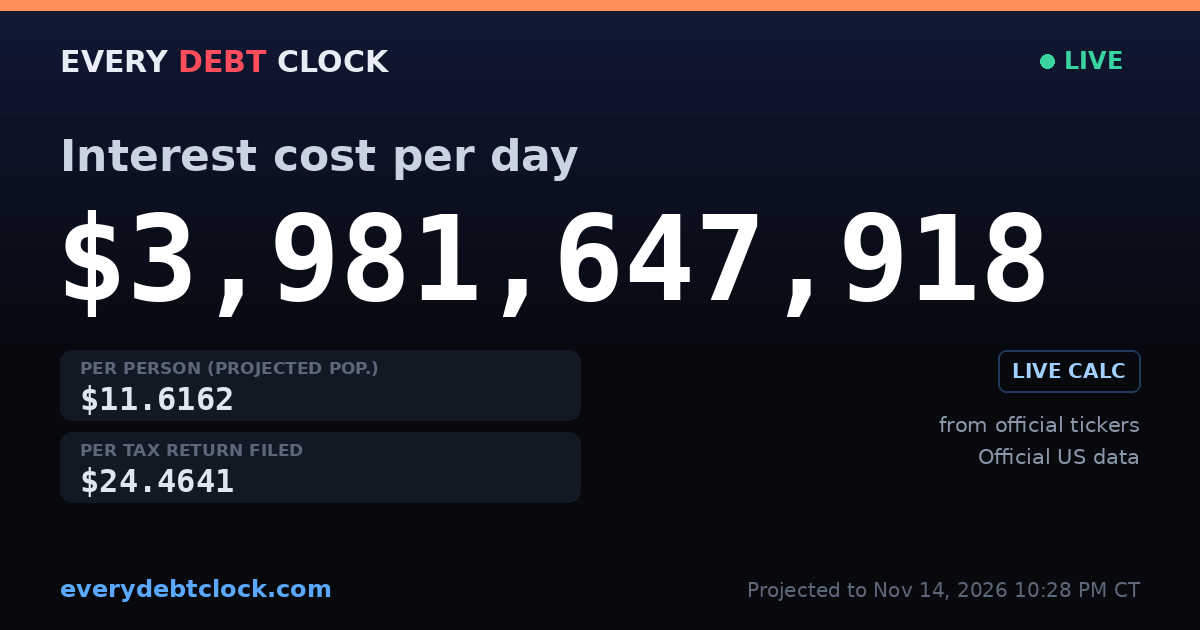 EVERY DEBT CLOCK
LIVE
Interest cost per day
$3,981,647,918
PER PERSON (PROJECTED POP.)
$11.6162
PER TAX RETURN FILED
$24.4641
LIVE CALC
from official tickers
Official US data
everydebtclock.com
Projected to Nov 14, 2026 10:28 PM CT